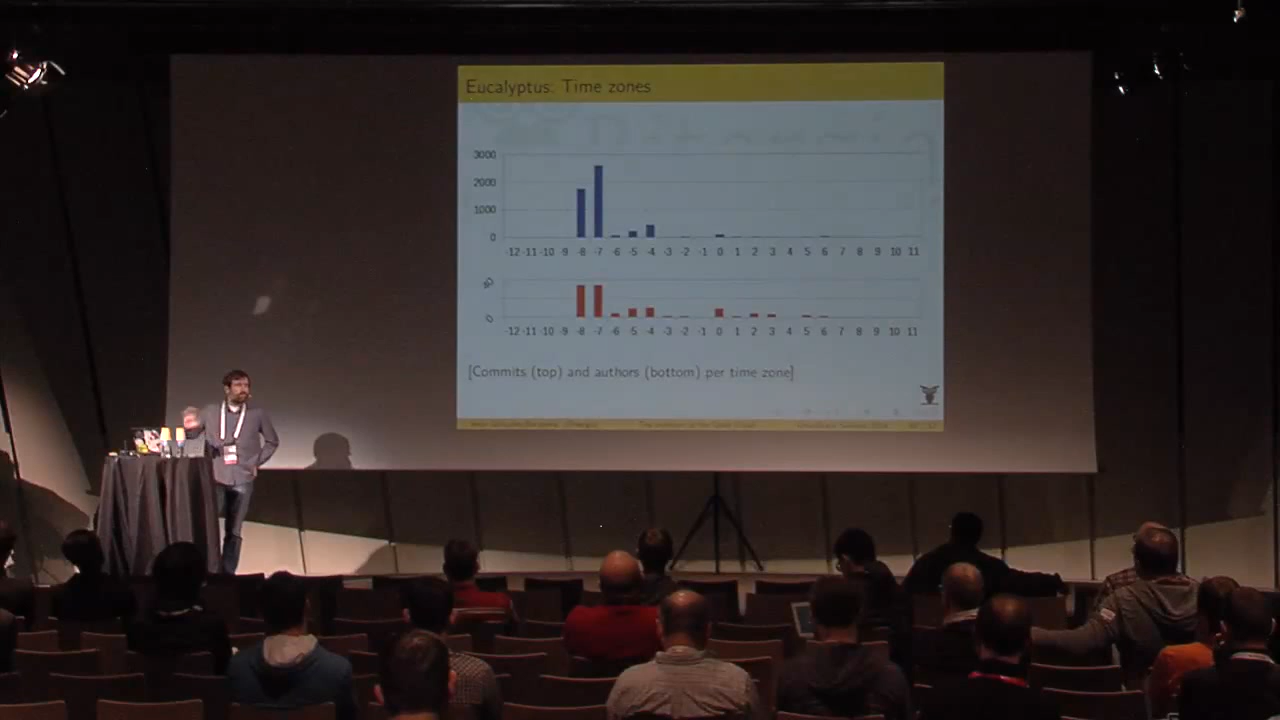 Eucalyptus: Time zones
3000
2000
1000
0
-12 -11 -10 -9 -8 -7 -6 -5 -4 -3 -2 -1 0 1 2 3 4 5 6 7 8 9 10 11
0
-12 -11 -10 -9 -8 -7 -6 -5 -4 -3 -2 -1 0 1 2 3 4 5 6 7 8 9 10 11
[Commits (top) and authors (bottom) per time zone]